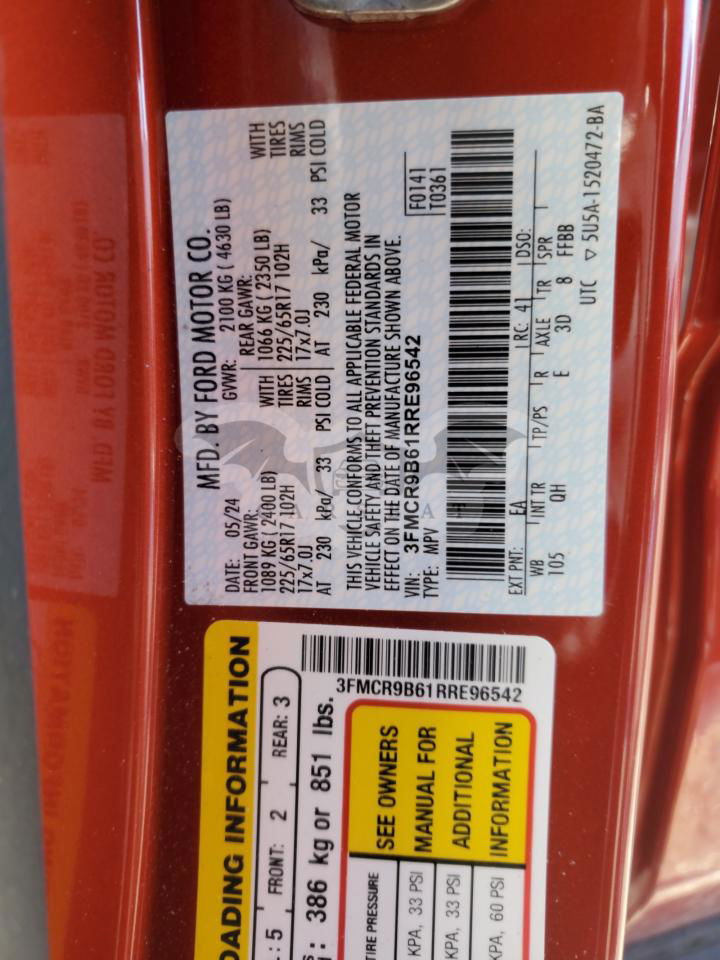 MFD. BY FORD MOTOR CO.
DATE: 05/24 GVWR: 2100 KG ( 4630 LB)
FRONT GAWR: REAR GAWR:
1089 KG ( 2400 LB) WITH 1066 KG ( 2350 LB) WITH
225/65R17 102H TIRES 225/65R17 102H TIRES
17x7.0J RIMS 17x7.0J RIMS
AT 230 kPa/ 33 PSI COLD AT 230 kPa/ 33 PSI COLD
THIS VEHICLE CONFORMS TO ALL APPLICABLE FEDERAL MOTOR
VEHICLE SAFETY AND THEFT PREVENTION STANDARDS IN
EFFECT ON THE DATE OF MANUFACTURE SHOWN ABOVE.
VIN: 3FMCR9B61RRE96542 F0141
TYPE: MPV T0361
EXT PNT: EA RC: 41 DSO:
WB INT TR TP/PS R AXLE TR SPR
105 QH E 3D 8 FFBB
UTC ▽ 5U5A-1520472-BA
LOADING INFORMATION
: 5 FRONT: 2 REAR: 3
: 386 kg or 851 lbs.
3FMCR9B61RRE96542
TIRE PRESSURE SEE OWNERS
KPA, 33 PSI MANUAL FOR
KPA, 33 PSI ADDITIONAL
KPA, 60 PSI INFORMATION